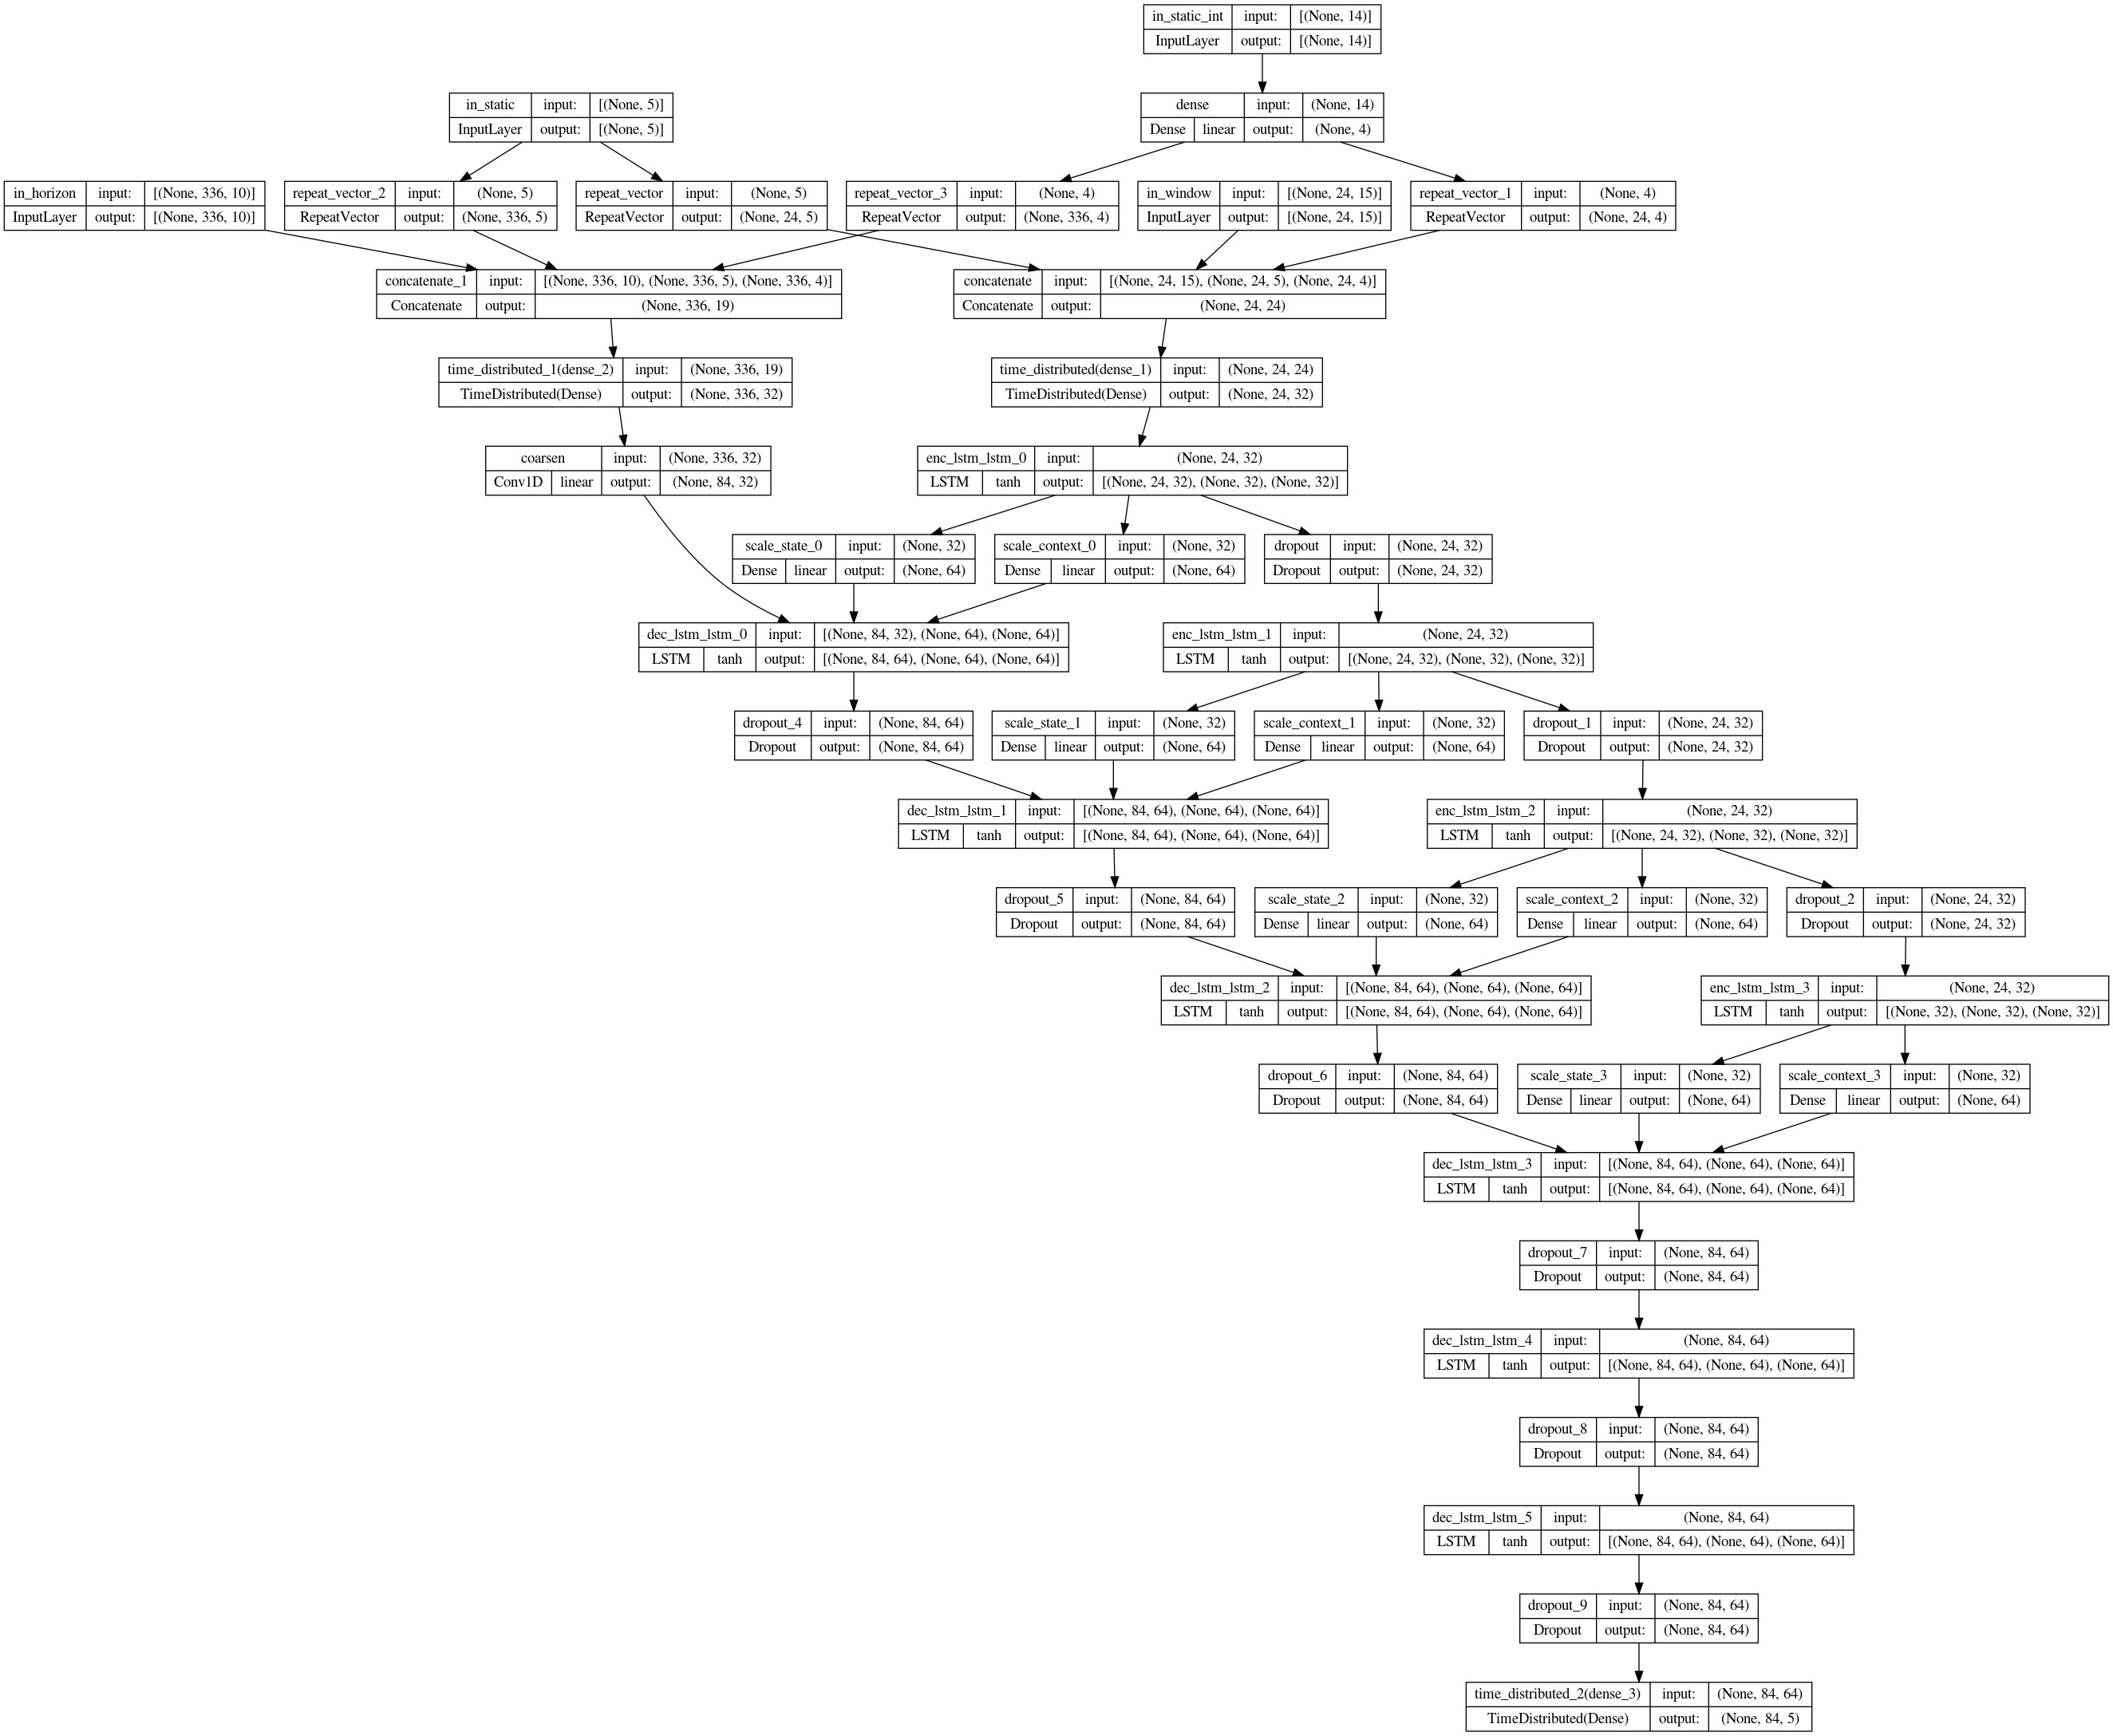 in_static_int input: [(None, 14)]
InputLayer output: [(None, 14)]
in_static input: [(None, 5)]
InputLayer output: [(None, 5)]
dense input: (None, 14)
Dense linear output: (None, 4)
in_horizon input: [(None, 336, 10)]
InputLayer output: [(None, 336, 10)]
repeat_vector_2 input: (None, 5)
RepeatVector output: (None, 336, 5)
repeat_vector input: (None, 5)
RepeatVector output: (None, 24, 5)
repeat_vector_3 input: (None, 4)
RepeatVector output: (None, 336, 4)
in_window input: [(None, 24, 15)]
InputLayer output: [(None, 24, 15)]
repeat_vector_1 input: (None, 4)
RepeatVector output: (None, 24, 4)
concatenate_1 input: [(None, 336, 10), (None, 336, 5), (None, 336, 4)]
Concatenate output: (None, 336, 19)
concatenate input: [(None, 24, 15), (None, 24, 5), (None, 24, 4)]
Concatenate output: (None, 24, 24)
time_distributed_1(dense_2) input: (None, 336, 19)
TimeDistributed(Dense) output: (None, 336, 32)
time_distributed(dense_1) input: (None, 24, 24)
TimeDistributed(Dense) output: (None, 24, 32)
coarsen input: (None, 336, 32)
Conv1D linear output: (None, 84, 32)
enc_lstm_lstm_0 input: (None, 24, 32)
LSTM tanh output: [(None, 24, 32), (None, 32), (None, 32)]
scale_state_0 input: (None, 32)
Dense linear output: (None, 64)
scale_context_0 input: (None, 32)
Dense linear output: (None, 64)
dropout input: (None, 24, 32)
Dropout output: (None, 24, 32)
dec_lstm_lstm_0 input: [(None, 84, 32), (None, 64), (None, 64)]
LSTM tanh output: [(None, 84, 64), (None, 64), (None, 64)]
enc_lstm_lstm_1 input: (None, 24, 32)
LSTM tanh output: [(None, 24, 32), (None, 32), (None, 32)]
dropout_4 input: (None, 84, 64)
Dropout output: (None, 84, 64)
scale_state_1 input: (None, 32)
Dense linear output: (None, 64)
scale_context_1 input: (None, 32)
Dense linear output: (None, 64)
dropout_1 input: (None, 24, 32)
Dropout output: (None, 24, 32)
dec_lstm_lstm_1 input: [(None, 84, 64), (None, 64), (None, 64)]
LSTM tanh output: [(None, 84, 64), (None, 64), (None, 64)]
enc_lstm_lstm_2 input: (None, 24, 32)
LSTM tanh output: [(None, 24, 32), (None, 32), (None, 32)]
dropout_5 input: (None, 84, 64)
Dropout output: (None, 84, 64)
scale_state_2 input: (None, 32)
Dense linear output: (None, 64)
scale_context_2 input: (None, 32)
Dense linear output: (None, 64)
dropout_2 input: (None, 24, 32)
Dropout output: (None, 24, 32)
dec_lstm_lstm_2 input: [(None, 84, 64), (None, 64), (None, 64)]
LSTM tanh output: [(None, 84, 64), (None, 64), (None, 64)]
enc_lstm_lstm_3 input: (None, 24, 32)
LSTM tanh output: [(None, 32), (None, 32), (None, 32)]
dropout_6 input: (None, 84, 64)
Dropout output: (None, 84, 64)
scale_state_3 input: (None, 32)
Dense linear output: (None, 64)
scale_context_3 input: (None, 32)
Dense linear output: (None, 64)
dec_lstm_lstm_3 input: [(None, 84, 64), (None, 64), (None, 64)]
LSTM tanh output: [(None, 84, 64), (None, 64), (None, 64)]
dropout_7 input: (None, 84, 64)
Dropout output: (None, 84, 64)
dec_lstm_lstm_4 input: (None, 84, 64)
LSTM tanh output: [(None, 84, 64), (None, 64), (None, 64)]
dropout_8 input: (None, 84, 64)
Dropout output: (None, 84, 64)
dec_lstm_lstm_5 input: (None, 84, 64)
LSTM tanh output: [(None, 84, 64), (None, 64), (None, 64)]
dropout_9 input: (None, 84, 64)
Dropout output: (None, 84, 64)
time_distributed_2(dense_3) input: (None, 84, 64)
TimeDistributed(Dense) output: (None, 84, 5)